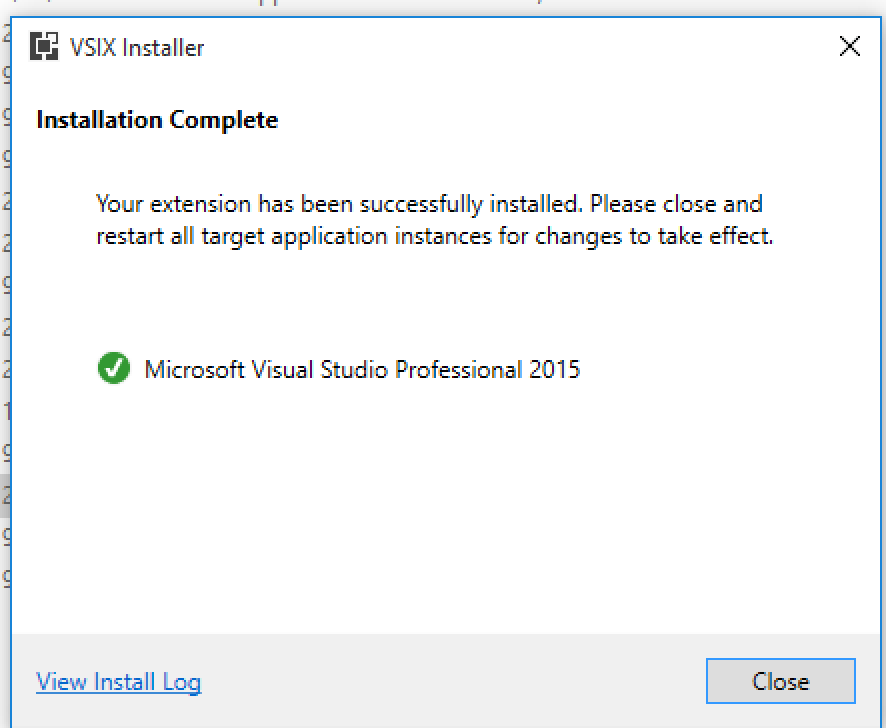 VSIX Installer
Installation Complete
Your extension has been successfully installed. Please close and
restart all target application instances for changes to take effect.
Microsoft Visual Studio Professional 2015
View Install Log
Close